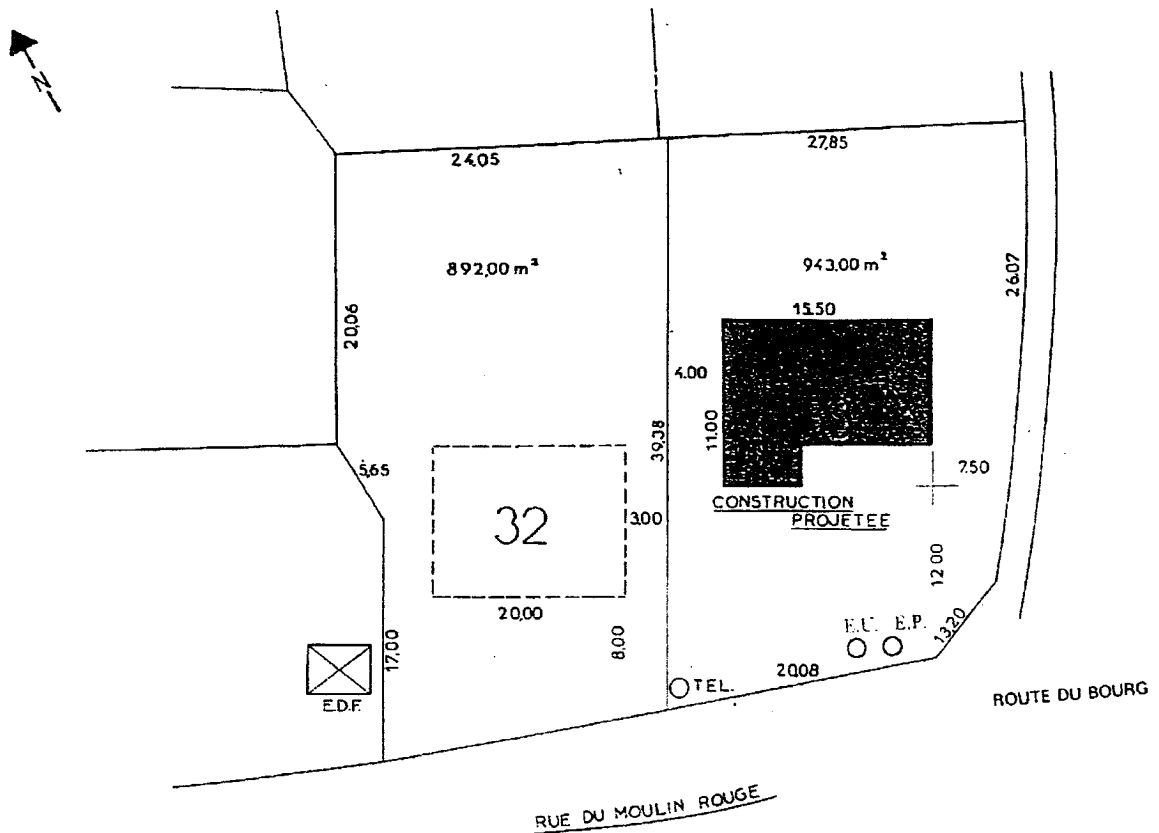 N
24.05
27,85
892,00 m²
943.00 m²
26.07
15.50
20,06
4.00
11.00
39,38
5,65
7.50
CONSTRUCTION
PROJETEE
32
3.00
12.00
20,00
8.00
17,00
E.U. E.P.
13.20
E.D.F.
TEL.
20.08
ROUTE DU BOURG
RUE DU MOULIN ROUGE